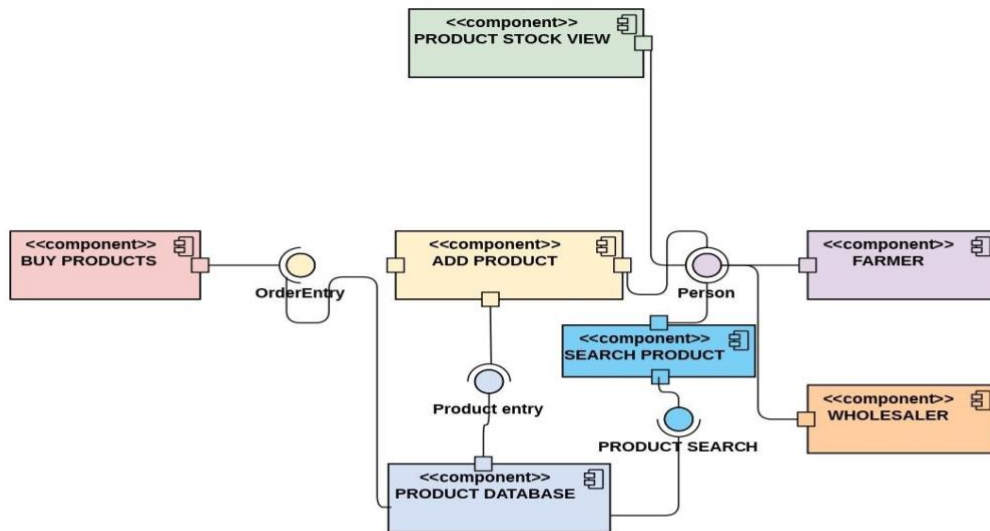 <<component>>
PRODUCT STOCK VIEW
<<component>>
BUY PRODUCTS
OrderEntry
<<component>>
ADD PRODUCT
Person
<<component>>
FARMER
<<component>>
SEARCH PRODUCT
Product entry
PRODUCT SEARCH
<<component>>
WHOLESALER
<<component>>
PRODUCT DATABASE